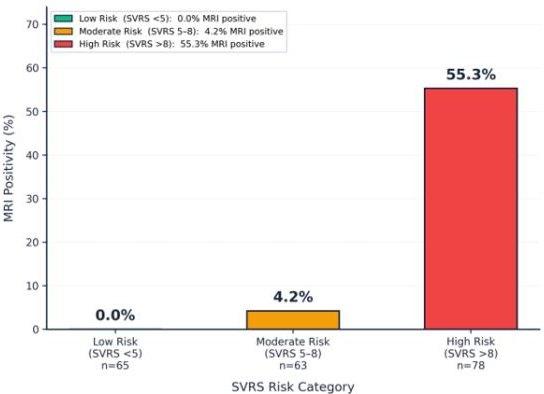 70
60
50
40
30
20
10
0
MRI Positivity (%)
Low Risk (SVRS <5): 0.0% MRI positive
Moderate Risk (SVRS 5–8): 4.2% MRI positive
High Risk (SVRS >8): 55.3% MRI positive
0.0%
4.2%
55.3%
Low Risk
(SVRS <5)
n=65
Moderate Risk
(SVRS 5–8)
n=63
High Risk
(SVRS >8)
n=78
SVRS Risk Category